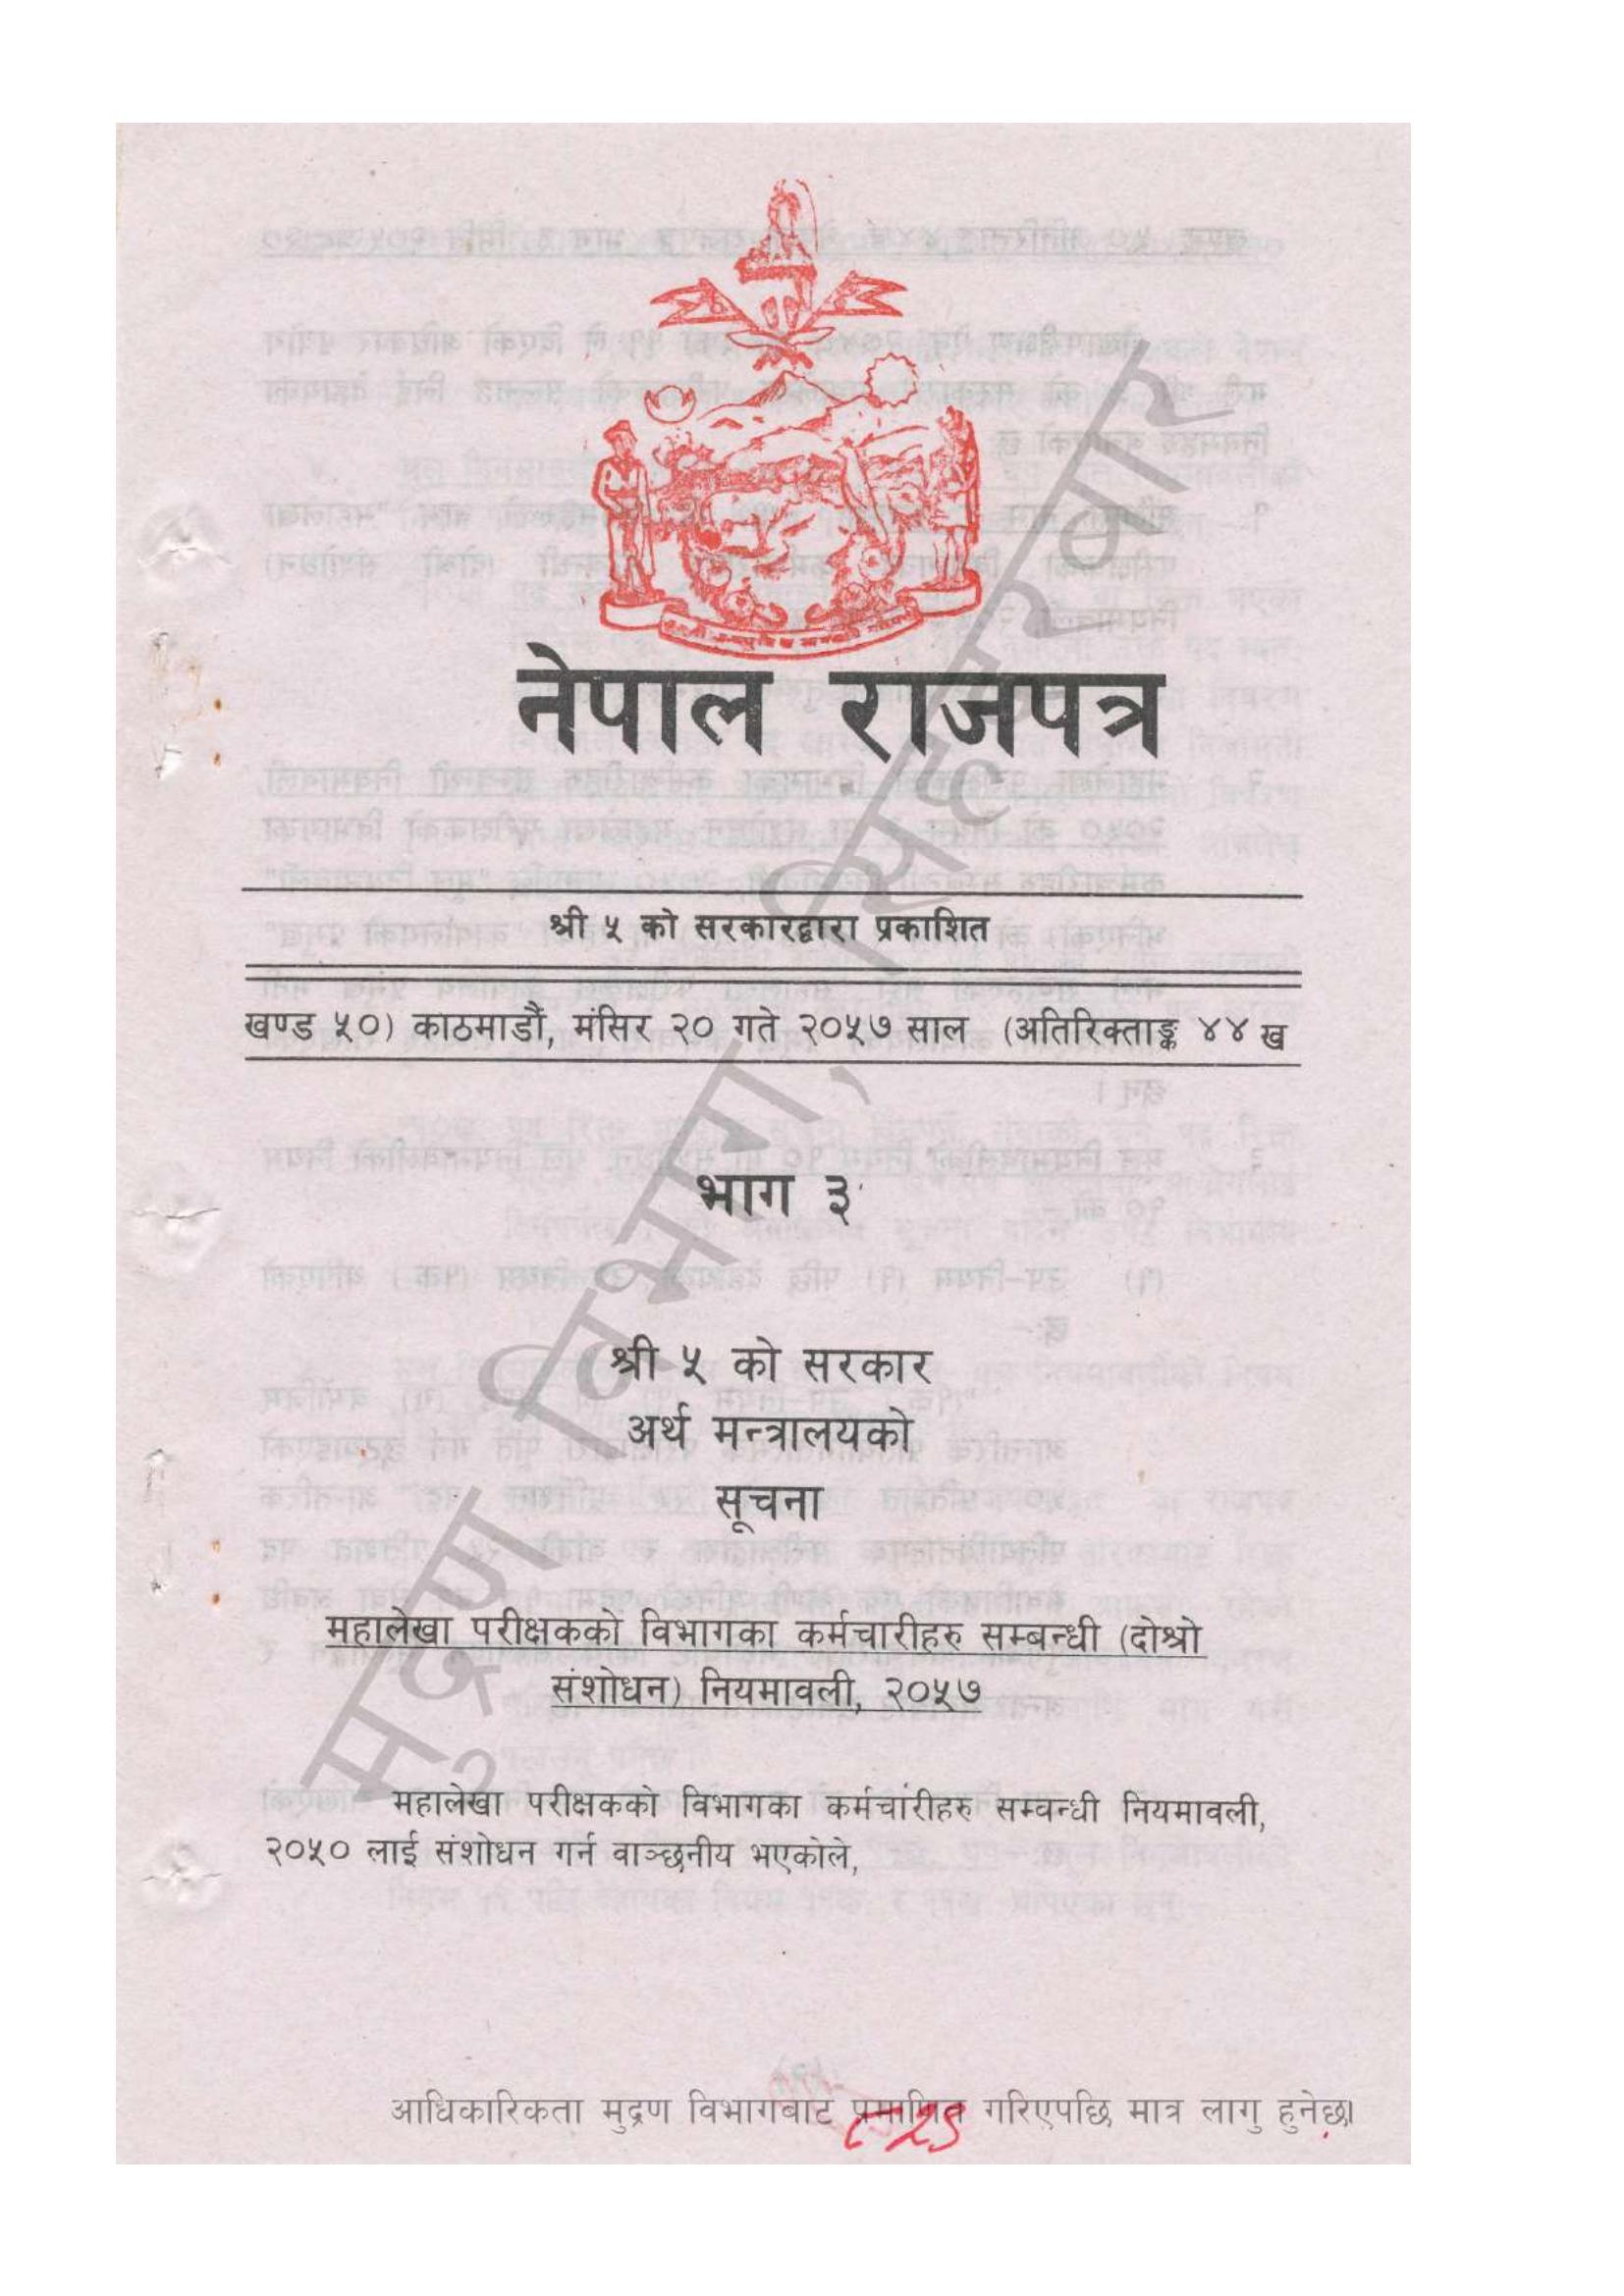 नेपाल राजपत्र
श्री ५ को सरकारद्वारा प्रकाशित
खण्ड ५०) काठमाडौं, मंसिर २० गते २०५७ साल (अतिरिक्ताङ्क ४४ ख
भाग ३
श्री ५ को सरकार
अर्थ मन्त्रालयको
सूचना
महालेखा परीक्षकको विभागका कर्मचारीहरु सम्बन्धी (दोश्रो
संशोधन) नियमावली, २०५७
महालेखा परीक्षकको विभागका कर्मचारीहरु सम्वन्धी नियमावली,
२०५० लाई संशोधन गर्न वाञ्छनीय भएकोले,
मुद्रण विभाग, सिंहदरवार
आधिकारिकता मुद्रण विभागबाट प्रमाणित गरिएपछि मात्र लागु हुनेछ।